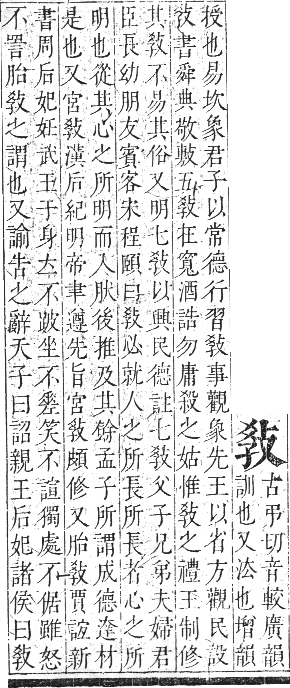 敎
古弔切音較廣韻
訓也又法也增韻
授也易坎象君子以常德行習敎事觀象先王以省方觀民設
敎書舜典敬敷五敎在寬酒誥勿庸殺之姑惟敎之禮王制修
其敎不易其俗又明七敎以興民德註七敎父子兄弟夫婦君
臣長幼朋友賓客宋程頤曰敎必就人之所長所長者心之所
明也從其心之所明而入肰後推及其餘孟子所謂成德達材
是也又宮敎漢后紀明帝聿遵先旨宮敎頗修又胎敎賈誼新
書周后妃妊武王于身立不跛坐不差笑不諠獨處不倨雖怒
不詈胎敎之謂也又諭告之辭天子曰詔親王后妃諸侯曰敎